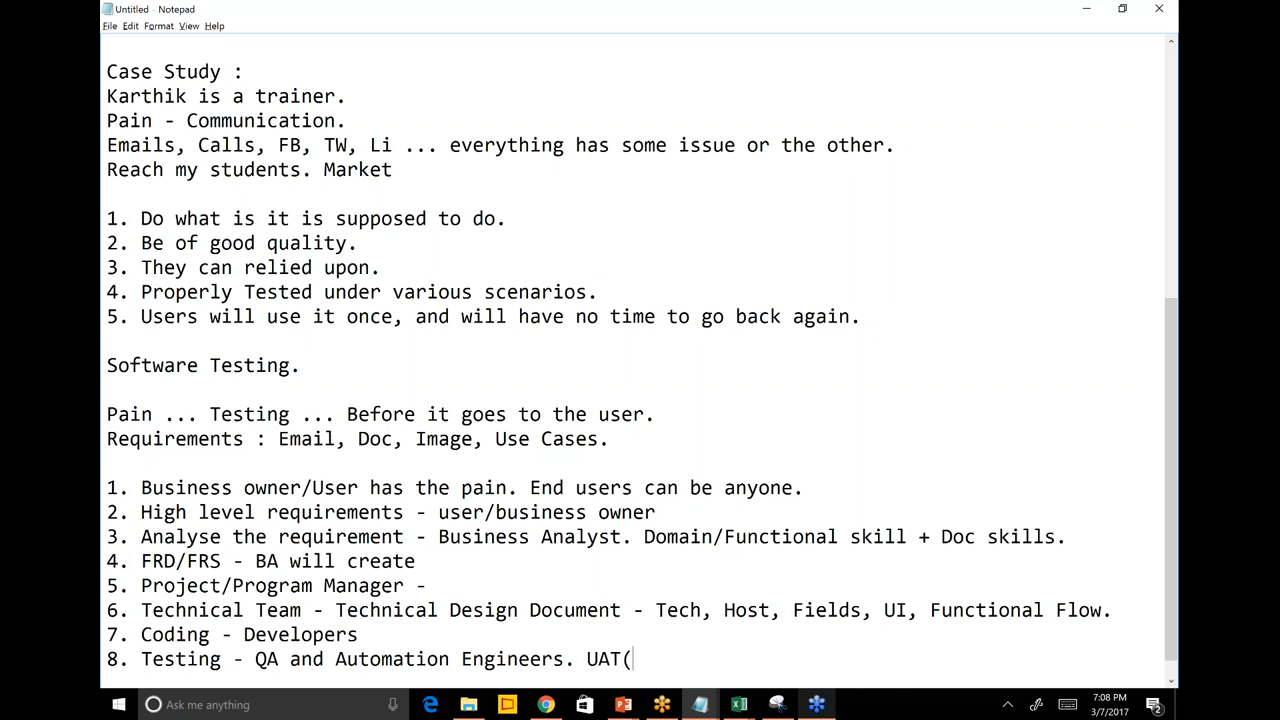 Untitled - Notepad
File Edit Format View Help
Case Study :
Karthik is a trainer.
Pain - Communication.
Emails, Calls, FB, TW, Li ... everything has some issue or the other.
Reach my students. Market
1. Do what is it is supposed to do.
2. Be of good quality.
3. They can relied upon.
4. Properly Tested under various scenarios.
5. Users will use it once, and will have no time to go back again.
Software Testing.
Pain ... Testing ... Before it goes to the user.
Requirements : Email, Doc, Image, Use Cases.
1. Business owner/User has the pain. End users can be anyone.
2. High level requirements - user/business owner
3. Analyse the requirement - Business Analyst. Domain/Functional skill + Doc skills.
4. FRD/FRS - BA will create
5. Project/Program Manager -
6. Technical Team - Technical Design Document - Tech, Host, Fields, UI, Functional Flow.
7. Coding - Developers
8. Testing - QA and Automation Engineers. UAT(
Ask me anything
7:08 PM
3/7/2017
2